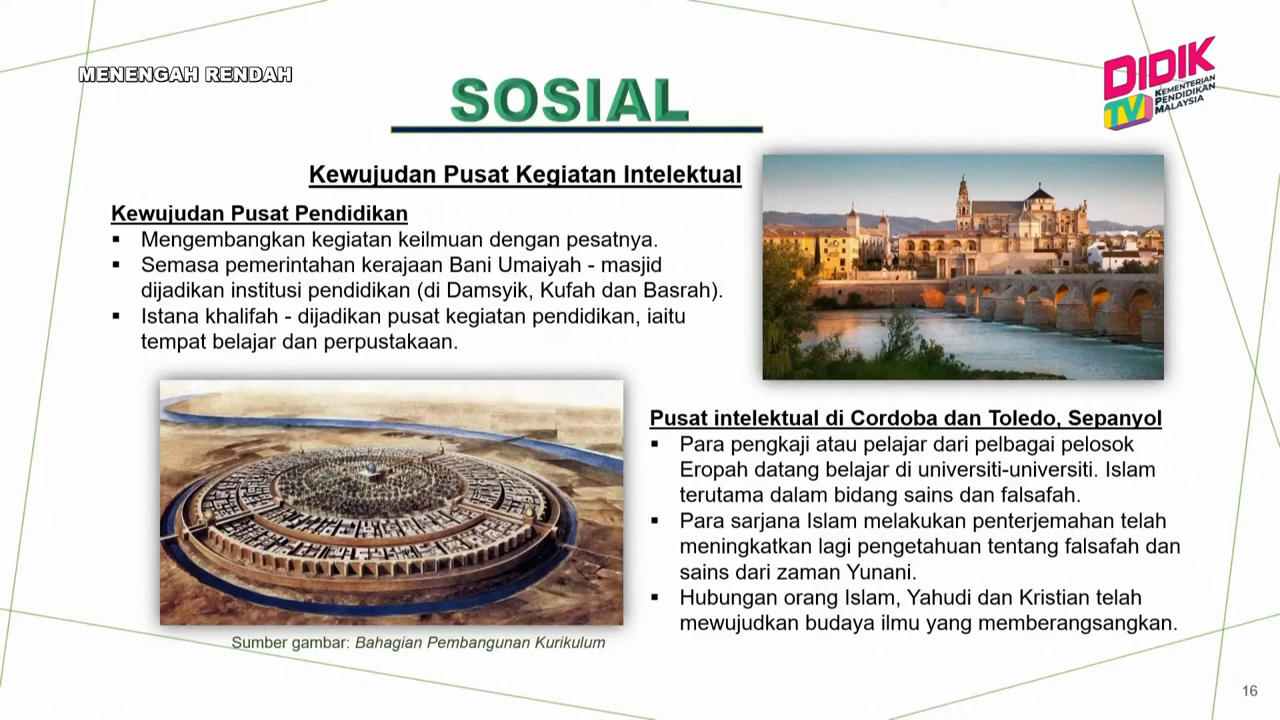 MENENGAH RENDAH
SOSIAL
DIDIK
TV
KEMENTERIAN
PENDIDIKAN
MALAYSIA
Kewujudan Pusat Kegiatan Intelektual
Kewujudan Pusat Pendidikan
▪ Mengembangkan kegiatan keilmuan dengan pesatnya.
▪ Semasa pemerintahan kerajaan Bani Umaiyah - masjid
dijadikan institusi pendidikan (di Damsyik, Kufah dan Basrah).
▪ Istana khalifah - dijadikan pusat kegiatan pendidikan, iaitu
tempat belajar dan perpustakaan.
Sumber gambar: Bahagian Pembangunan Kurikulum
Pusat intelektual di Cordoba dan Toledo, Sepanyol
▪ Para pengkaji atau pelajar dari pelbagai pelosok
Eropah datang belajar di universiti-universiti. Islam
terutama dalam bidang sains dan falsafah.
▪ Para sarjana Islam melakukan penterjemahan telah
meningkatkan lagi pengetahuan tentang falsafah dan
sains dari zaman Yunani.
▪ Hubungan orang Islam, Yahudi dan Kristian telah
mewujudkan budaya ilmu yang memberangsangkan.
16